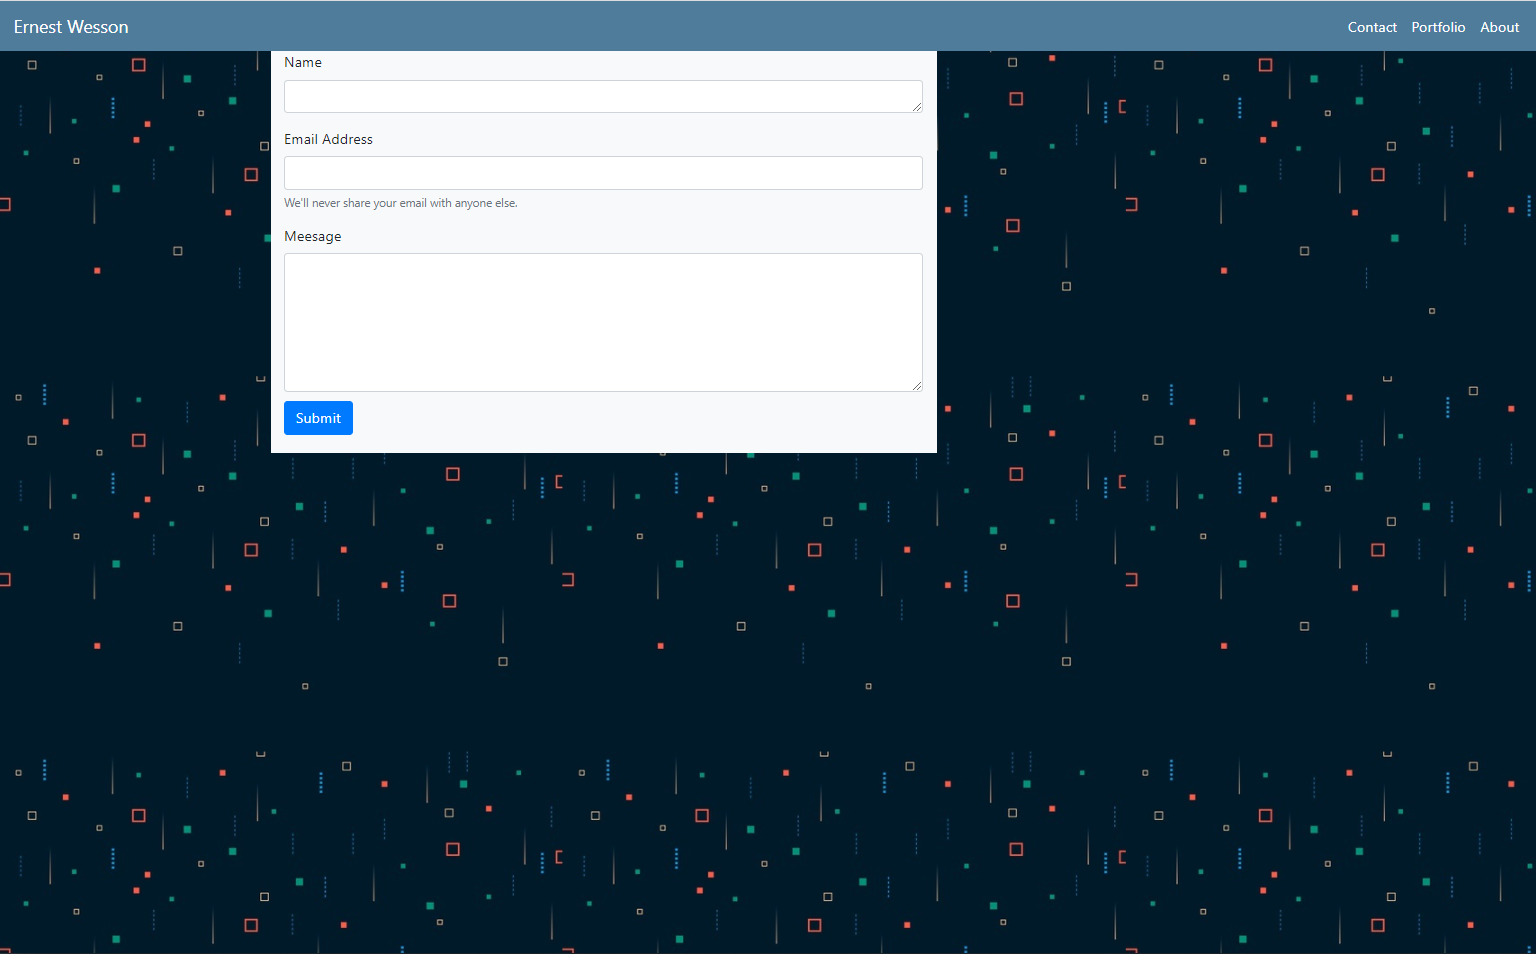 Ernest Wesson
Contact Portfolio About
Name
Email Address
We'll never share your email with anyone else.
Meesage
Submit